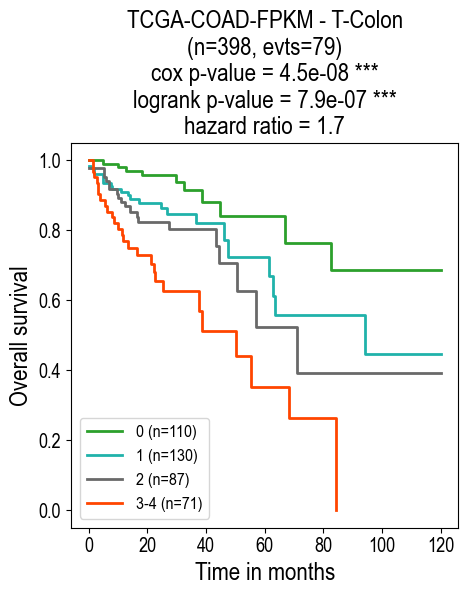 TCGA-COAD-FPKM - T-Colon
(n=398, evts=79)
cox p-value = 4.5e-08 ***
logrank p-value = 7.9e-07 ***
hazard ratio = 1.7
1.0
0.8
0.6
0.4
0.2
0.0
Overall survival
0 (n=110)
1 (n=130)
2 (n=87)
3-4 (n=71)
0 20 40 60 80 100 120
Time in months